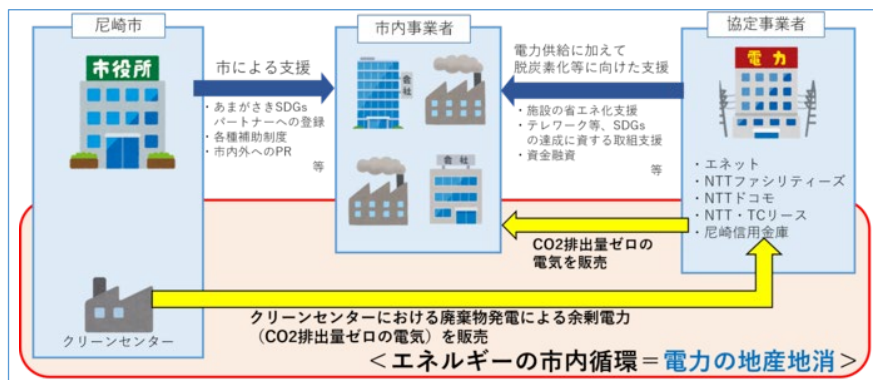 尼崎市
市役所
クリーンセンター
市による支援
・あまがさきSDGs
パートナーへの登録
・各種補助制度
・市内外へのPR
等
市内事業者
会社
会社
電力供給に加えて
脱炭素化等に向けた支援
・施設の省エネ化支援
・テレワーク等、SDGs
の達成に資する取組支援
・資金融資
等
協定事業者
電力
・エネット
・NTTファシリティーズ
・NTTドコモ
・NTT・TCリース
・尼崎信用金庫
CO2排出量ゼロの
電気を販売
クリーンセンターにおける廃棄物発電による余剰電力
（CO2排出量ゼロの電気）を販売
＜エネルギーの市内循環＝電力の地産地消＞